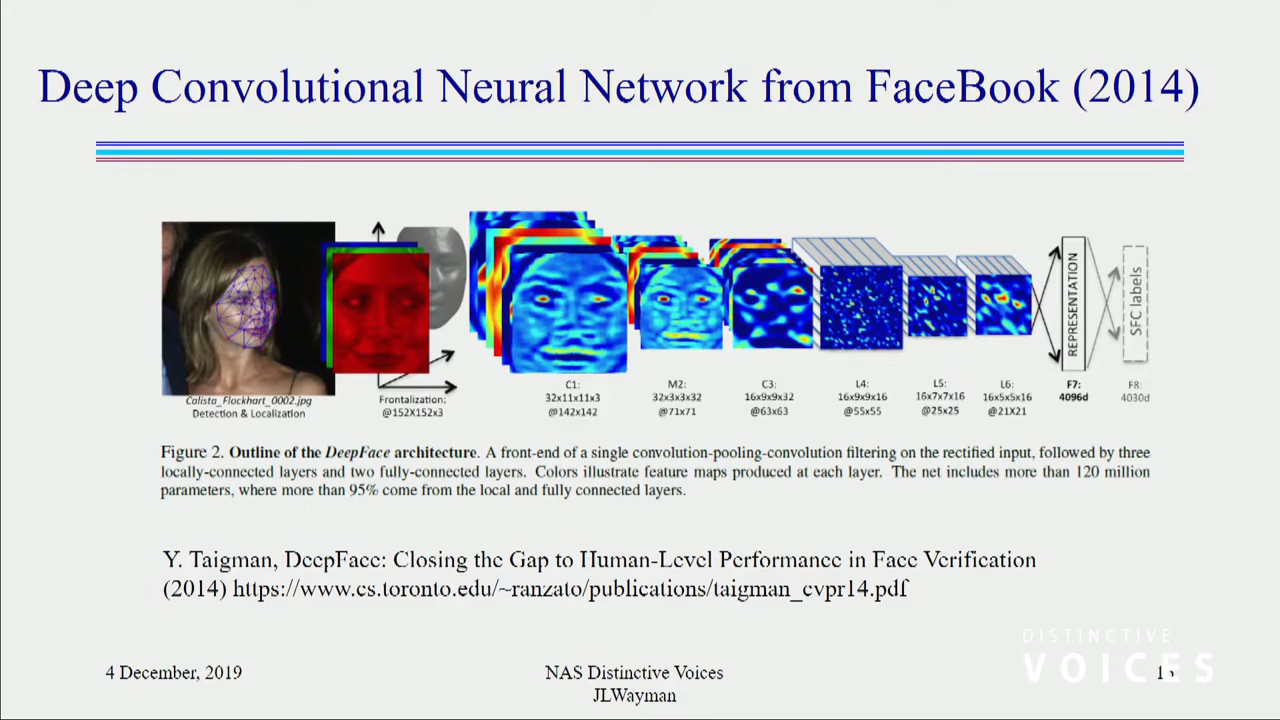 Deep Convolutional Neural Network from FaceBook (2014)
Calista_Flockhart_0002.jpg
Detection & Localization
Frontalization:
@152X152x3
C1:
32x11x11x3
@142x142
M2:
32x3x3x32
@71x71
C3:
16x9x9x32
@63x63
L4:
16x9x9x16
@55x55
L5:
16x7x7x16
@25x25
L6:
16x5x5x16
@21X21
REPRESENTATION
F7:
4096d
SFC labels
F8:
4030d
Figure 2. Outline of the DeepFace architecture. A front-end of a single convolution-pooling-convolution filtering on the rectified input, followed by three
locally-connected layers and two fully-connected layers. Colors illustrate feature maps produced at each layer. The net includes more than 120 million
parameters, where more than 95% come from the local and fully connected layers.
Y. Taigman, DeepFace: Closing the Gap to Human-Level Performance in Face Verification
(2014) https://www.cs.toronto.edu/~ranzato/publications/taigman_cvpr14.pdf
4 December, 2019
NAS Distinctive Voices
JLWayman
DISTINCTIVE
VOICES